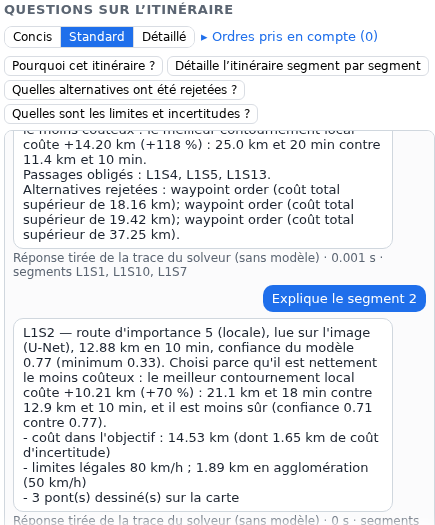 QUESTIONS SUR L'ITINÉRAIRE
Concis Standard Détaillé ▸ Ordres pris en compte (0)
Pourquoi cet itinéraire ? Détaille l’itinéraire segment par segment
Quelles alternatives ont été rejetées ?
Quelles sont les limites et incertitudes ?
le moins coûteux : le meilleur contournement local
coûte +14.20 km (+118 %) : 25.0 km et 20 min contre
11.4 km et 10 min.
Passages obligés : L1S4, L1S5, L1S13.
Alternatives rejetées : waypoint order (coût total
supérieur de 18.16 km); waypoint order (coût total
supérieur de 19.42 km); waypoint order (coût total
supérieur de 37.25 km).
Réponse tirée de la trace du solveur (sans modèle) · 0.001 s ·
segments L1S1, L1S10, L1S7
Explique le segment 2
L1S2 — route d'importance 5 (locale), lue sur l'image
(U-Net), 12.88 km en 10 min, confiance du modèle
0.77 (minimum 0.33). Choisi parce qu'il est nettement
le moins coûteux : le meilleur contournement local
coûte +10.21 km (+70 %) : 21.1 km et 18 min contre
12.9 km et 10 min, et il est moins sûr (confiance 0.71
contre 0.77).
- coût dans l'objectif : 14.53 km (dont 1.65 km de coût
d'incertitude)
- limites légales 80 km/h ; 1.89 km en agglomération
(50 km/h)
- 3 pont(s) dessiné(s) sur la carte
Réponse tirée de la trace du solveur (sans modèle) · 0 s · segments